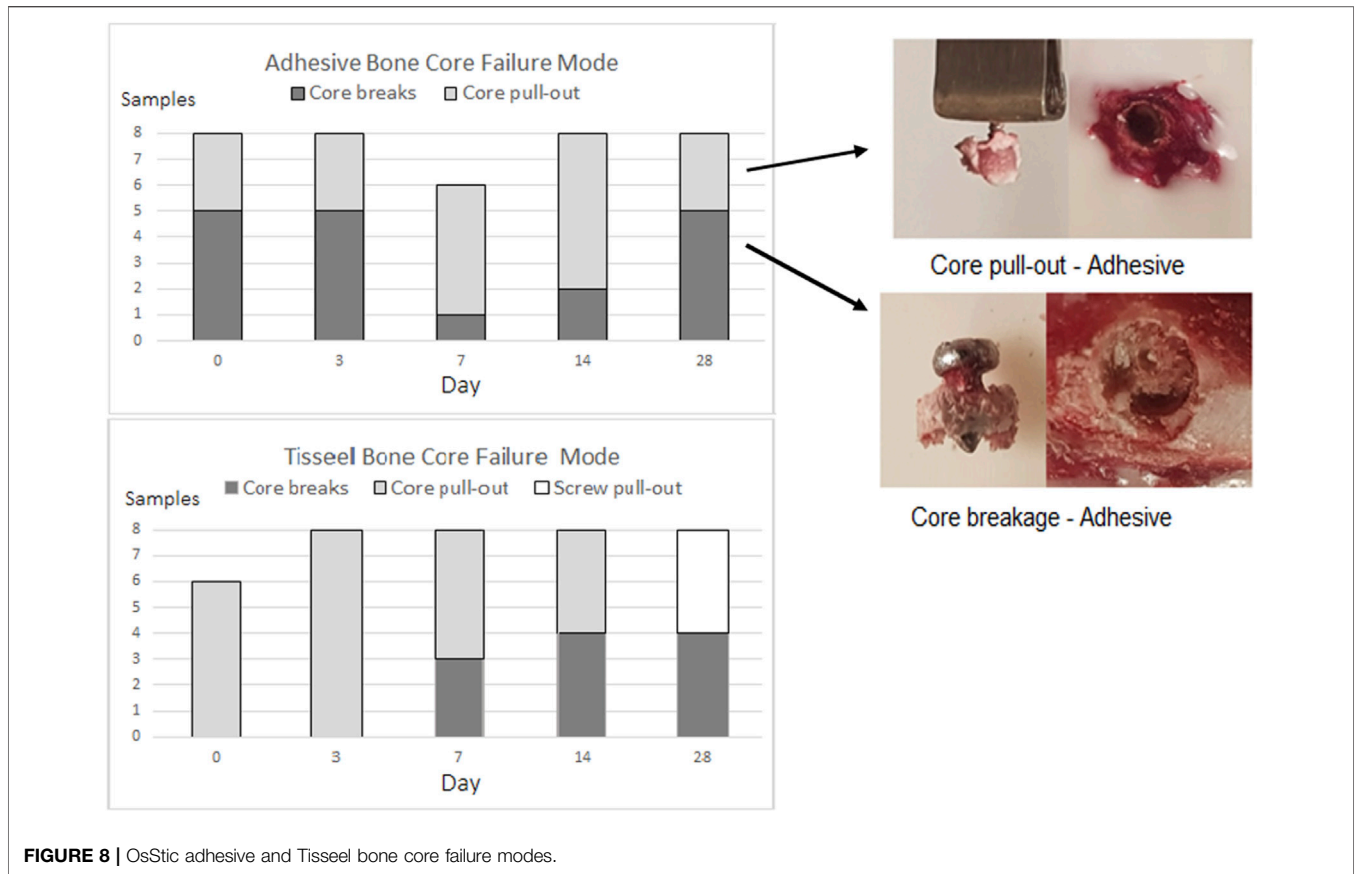 Adhesive Bone Core Failure Mode
Samples
Core breaks Core pull-out
8
7
6
5
4
3
2
1
0
0 3 7 14 28
Day
Core pull-out - Adhesive
Core breakage - Adhesive
Tisseel Bone Core Failure Mode
Samples
Core breaks Core pull-out Screw pull-out
8
7
6
5
4
3
2
1
0
0 3 7 14 28
Day
FIGURE 8 | OsStic adhesive and Tisseel bone core failure modes.